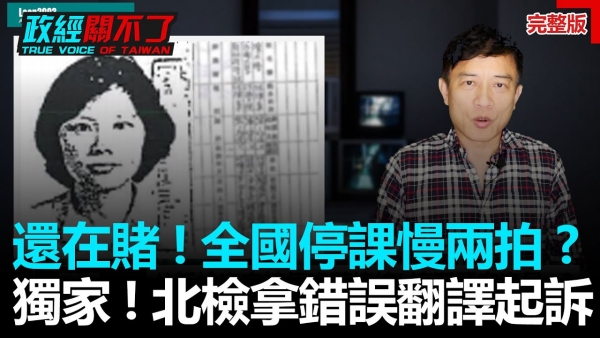 Leap2002
政經關不了
TRUE VOICE OF TAIWAN
完整版
還在賭！全國停課慢兩拍？
獨家！北檢拿錯誤翻譯起訴